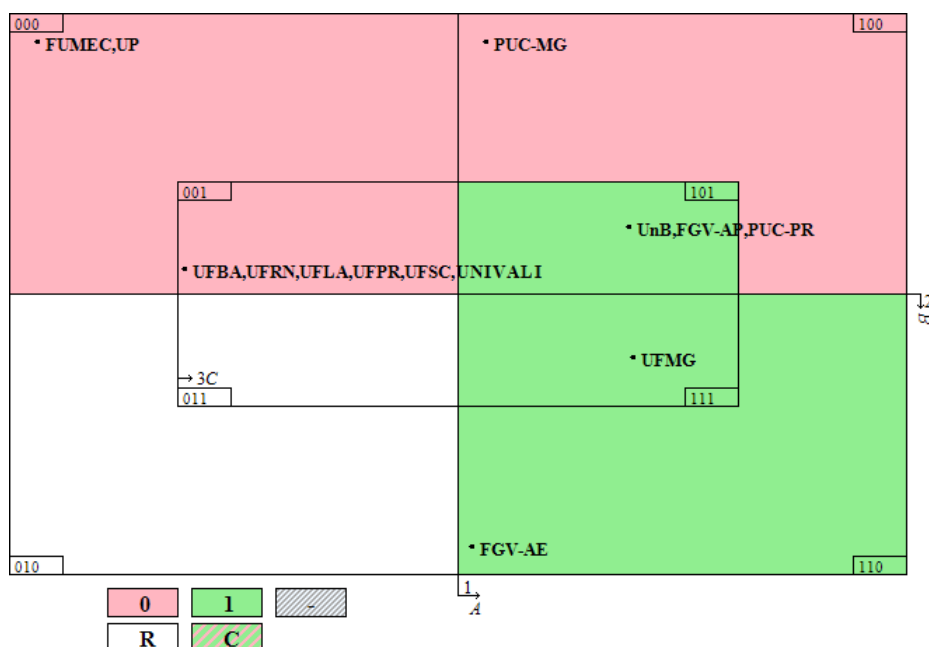 000
100
FUMEC,UP
PUC-MG
001
101
UnB,FGV-AP,PUC-PR
UFBA,UFRN,UFLA,UFPR,UFSC,UNIVALI
2
B
UFMG
3C
011
111
FGV-AE
010
110
1
A
0
1
-
R
C